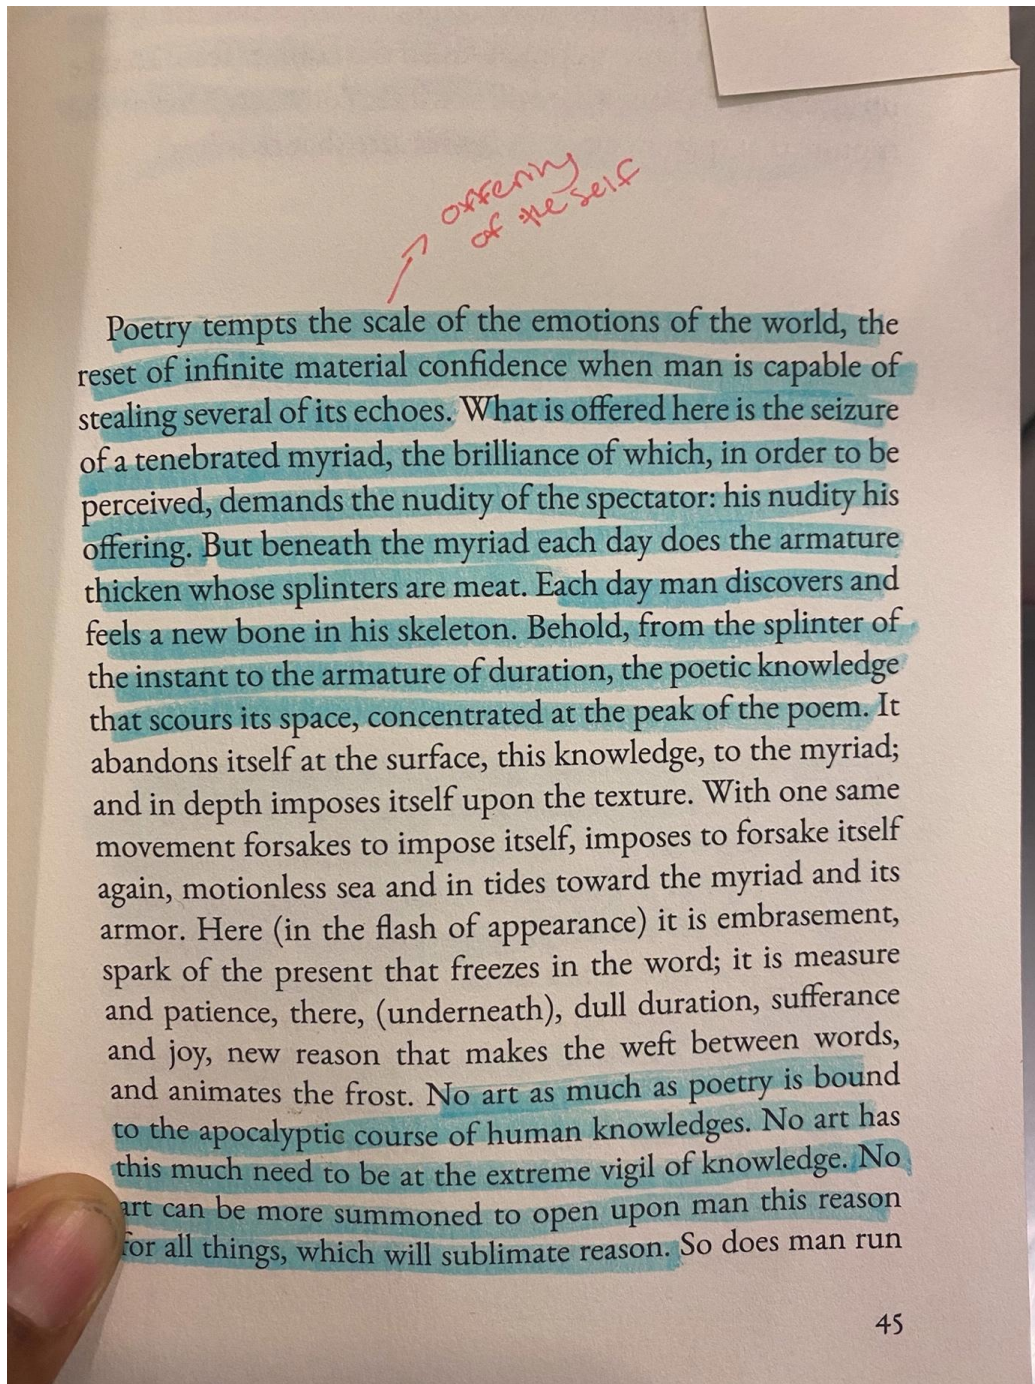 offering
of the self
Poetry tempts the scale of the emotions of the world, the
reset of infinite material confidence when man is capable of
stealing several of its echoes. What is offered here is the seizure
of a tenebrated myriad, the brilliance of which, in order to be
perceived, demands the nudity of the spectator: his nudity his
offering. But beneath the myriad each day does the armature
thicken whose splinters are meat. Each day man discovers and
feels a new bone in his skeleton. Behold, from the splinter of
the instant to the armature of duration, the poetic knowledge
that scours its space, concentrated at the peak of the poem. It
abandons itself at the surface, this knowledge, to the myriad;
and in depth imposes itself upon the texture. With one same
movement forsakes to impose itself, imposes to forsake itself
again, motionless sea and in tides toward the myriad and its
armor. Here (in the flash of appearance) it is embrasement,
spark of the present that freezes in the word; it is measure
and patience, there, (underneath), dull duration, sufferance
and joy, new reason that makes the weft between words,
and animates the frost. No art as much as poetry is bound
to the apocalyptic course of human knowledges. No art has
this much need to be at the extreme vigil of knowledge. No
art can be more summoned to open upon man this reason
for all things, which will sublimate reason. So does man run
45